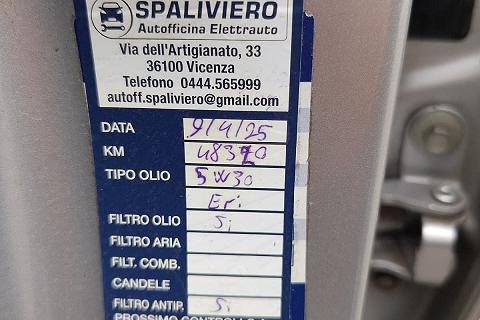 SPALIVIERO
Autofficina Elettrauto
Via dell'Artigianato, 33
36100 Vicenza
Telefono 0444.565999
autoff.spaliviero@gmail.com
DATA 9/4/25
KM
TIPO OLIO 5W30
FILTRO OLIO Si
FILTRO ARIA
FILT. COMB.
CANDELE
FILTRO ANTIP. Si
PROSSIMO